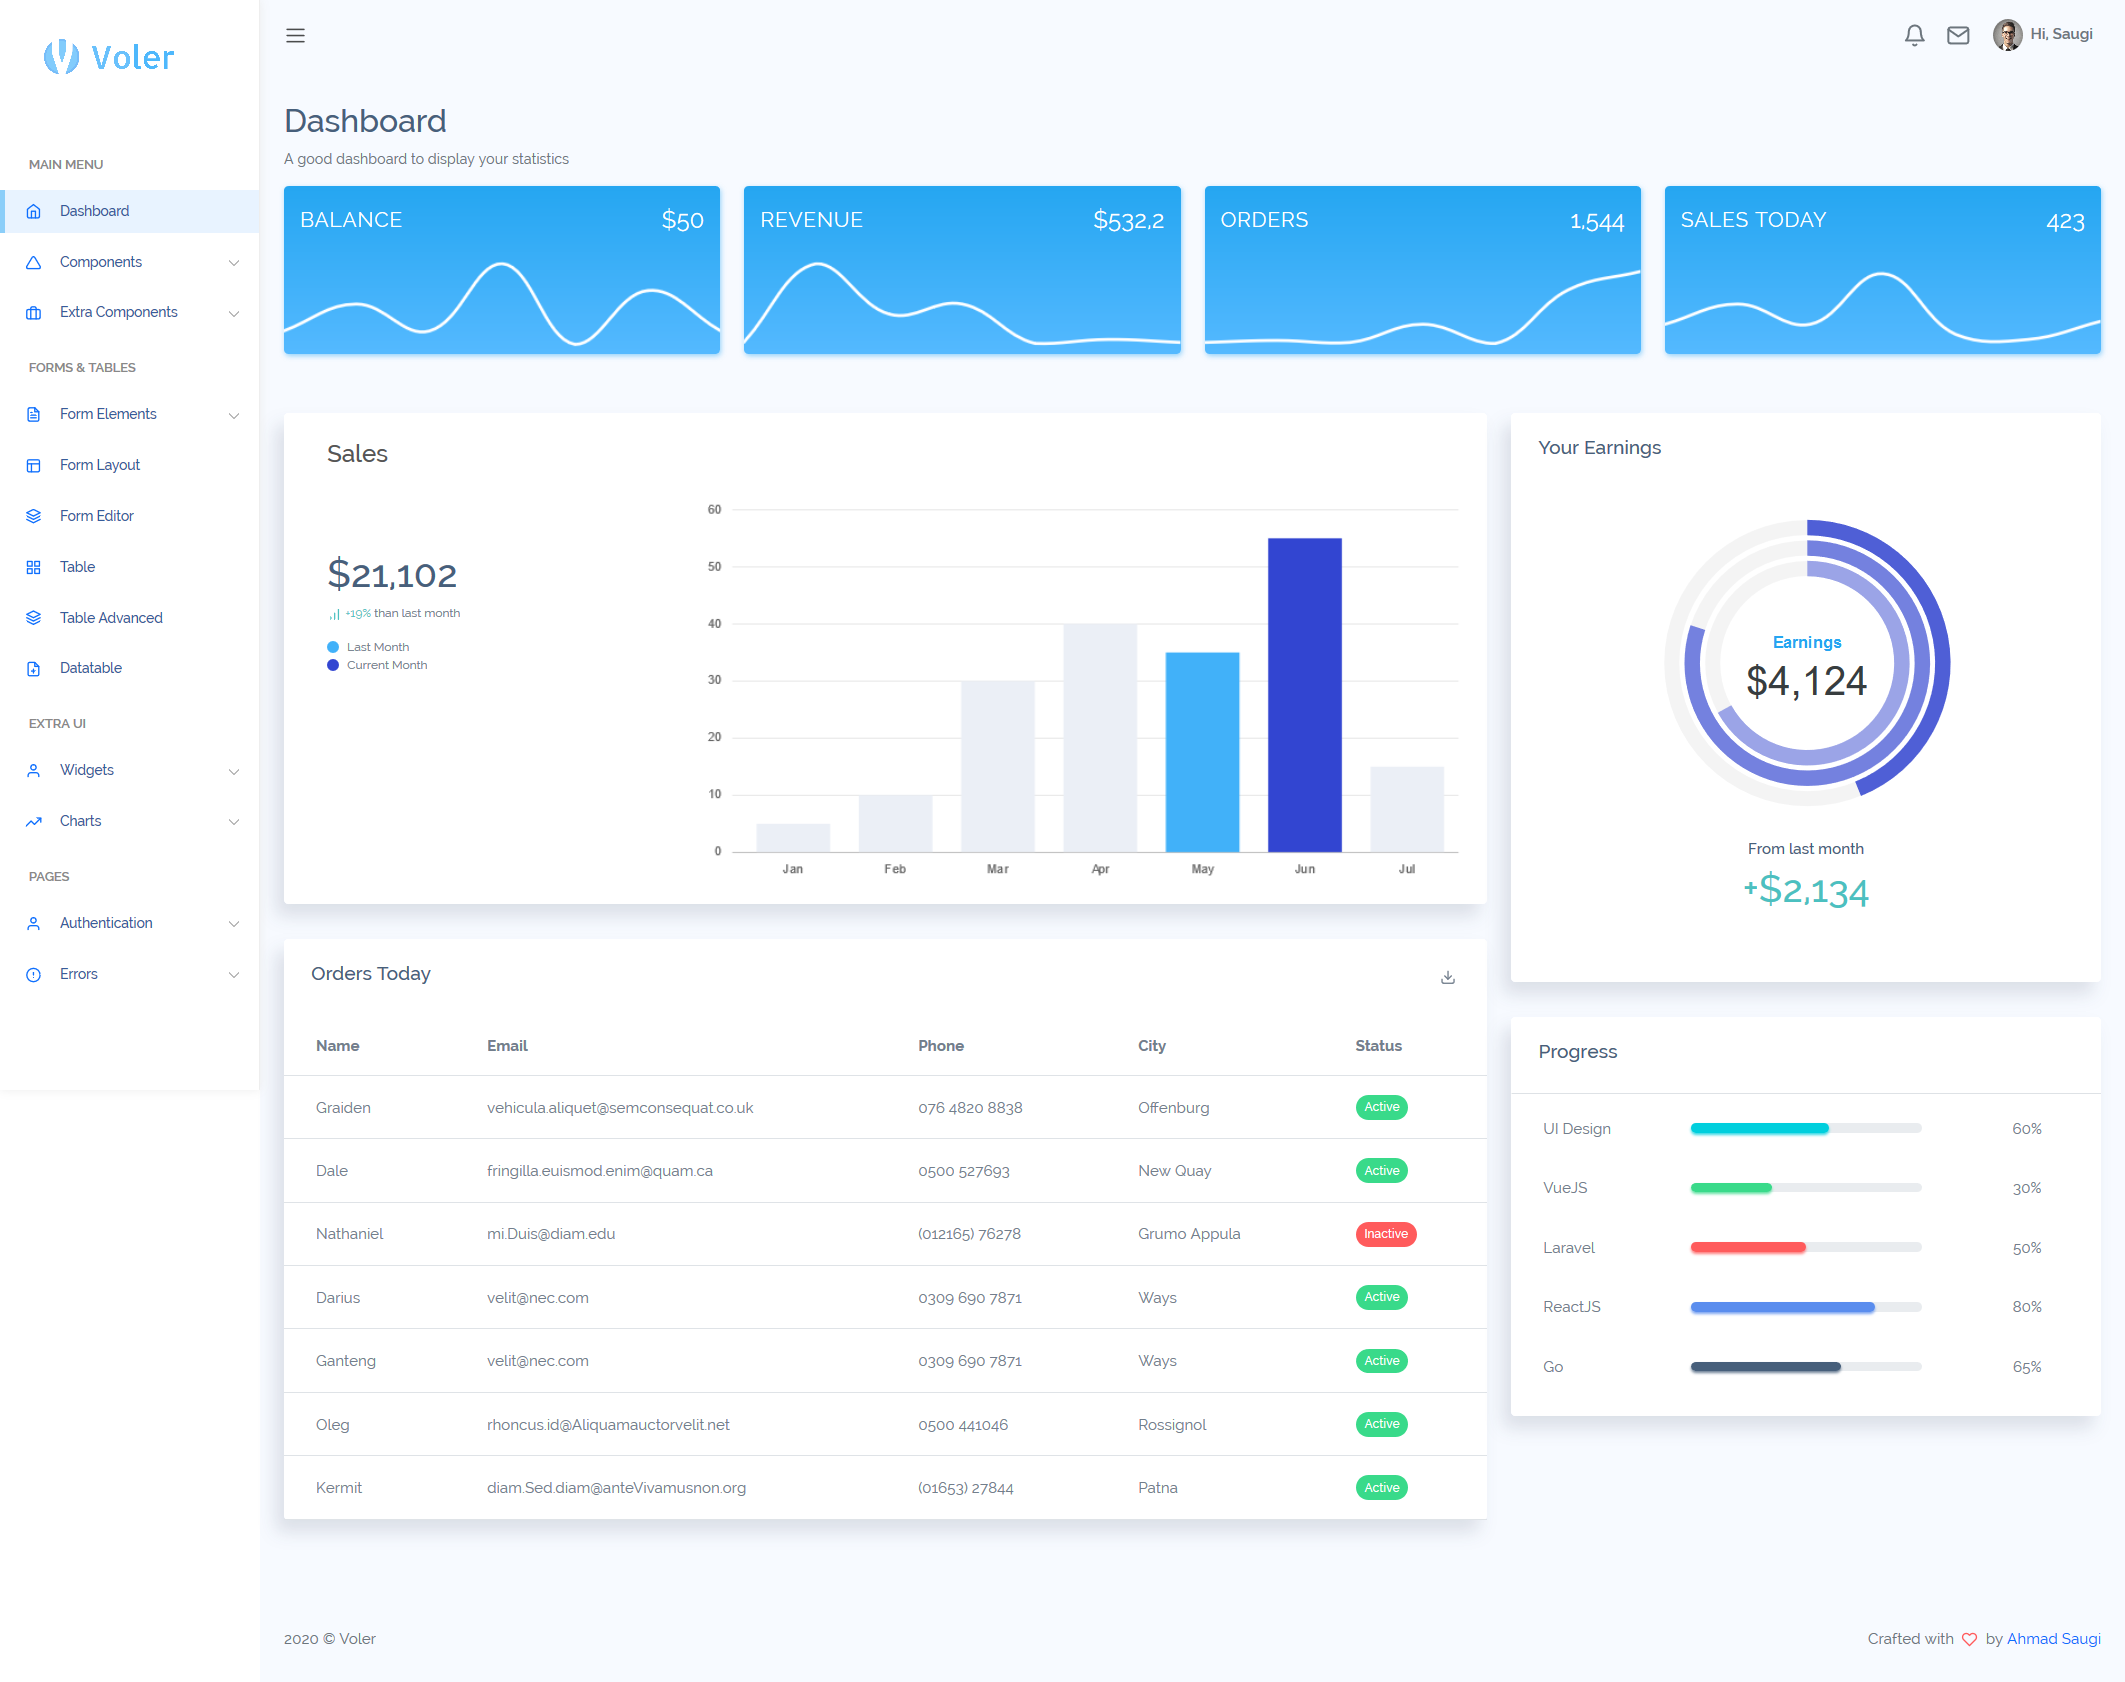 Voler
Hi, Saugi
MAIN MENU
Dashboard
Components
Extra Components
FORMS & TABLES
Form Elements
Form Layout
Form Editor
Table
Table Advanced
Datatable
EXTRA UI
Widgets
Charts
PAGES
Authentication
Errors
Dashboard
A good dashboard to display your statistics
BALANCE $50
REVENUE $532,2
ORDERS 1,544
SALES TODAY 423
Sales
$21,102
+19% than last month
Last Month
Current Month
60
50
40
30
20
10
0
Jan Feb Mar Apr May Jun Jul
Your Earnings
Earnings
$4,124
From last month
+$2,134
Orders Today
Name Email Phone City Status
Graiden vehicula.aliquet@semconsequat.co.uk 076 4820 8838 Offenburg Active
Dale fringilla.euismod.enim@quam.ca 0500 527693 New Quay Active
Nathaniel mi.Duis@diam.edu (012165) 76278 Grumo Appula Inactive
Darius velit@nec.com 0309 690 7871 Ways Active
Ganteng velit@nec.com 0309 690 7871 Ways Active
Oleg rhoncus.id@Aliquamauctorvelit.net 0500 441046 Rossignol Active
Kermit diam.Sed.diam@anteVivamusnon.org (01653) 27844 Patna Active
Progress
UI Design 60%
VueJS 30%
Laravel 50%
ReactJS 80%
Go 65%
2020 © Voler
Crafted with by Ahmad Saugi